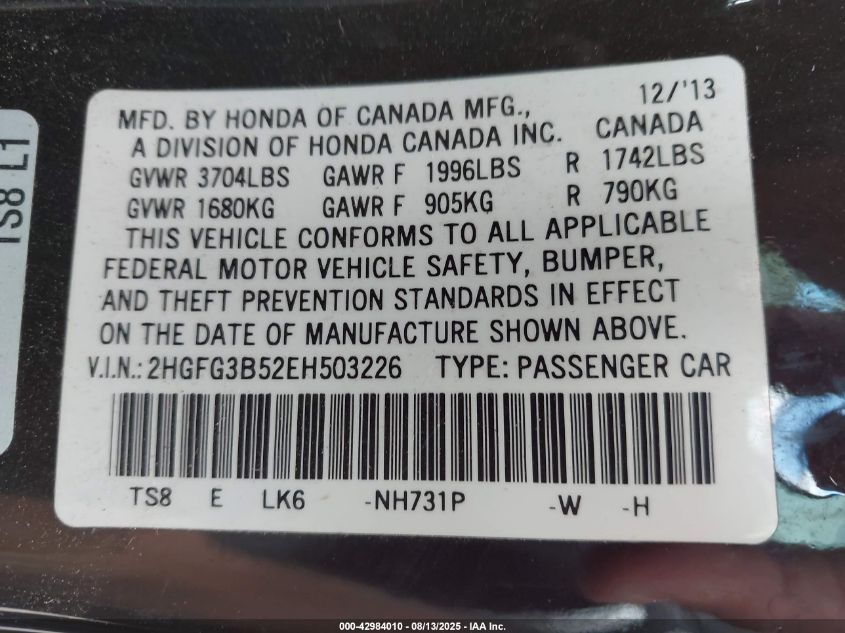 12/'13
MFD. BY HONDA OF CANADA MFG., CANADA
A DIVISION OF HONDA CANADA INC.
GVWR 3704LBS GAWR F 1996LBS R 1742LBS
GVWR 1680KG GAWR F 905KG R 790KG
THIS VEHICLE CONFORMS TO ALL APPLICABLE
FEDERAL MOTOR VEHICLE SAFETY, BUMPER,
AND THEFT PREVENTION STANDARDS IN EFFECT
ON THE DATE OF MANUFACTURE SHOWN ABOVE.
V.I.N.: 2HGFG3B52EH503226 TYPE: PASSENGER CAR
TS8 E LK6 -NH731P -W -H
TS8 L1
000-42984010 - 08/13/2025 - IAA Inc.